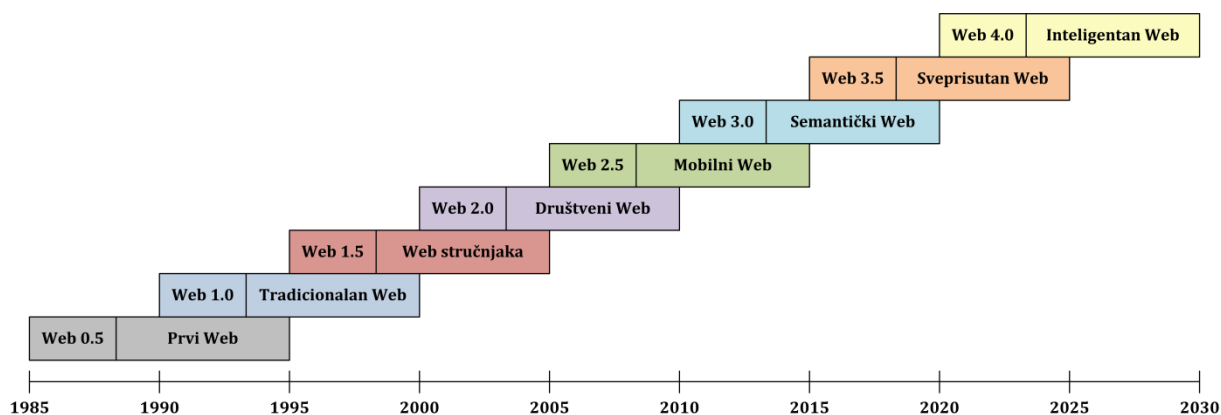 Web 4.0 Inteligentan Web
Web 3.5 Sveprisutan Web
Web 3.0 Semantički Web
Web 2.5 Mobilni Web
Web 2.0 Društveni Web
Web 1.5 Web stručnjaka
Web 1.0 Tradicionalan Web
Web 0.5 Prvi Web
1985 1990 1995 2000 2005 2010 2015 2020 2025 2030